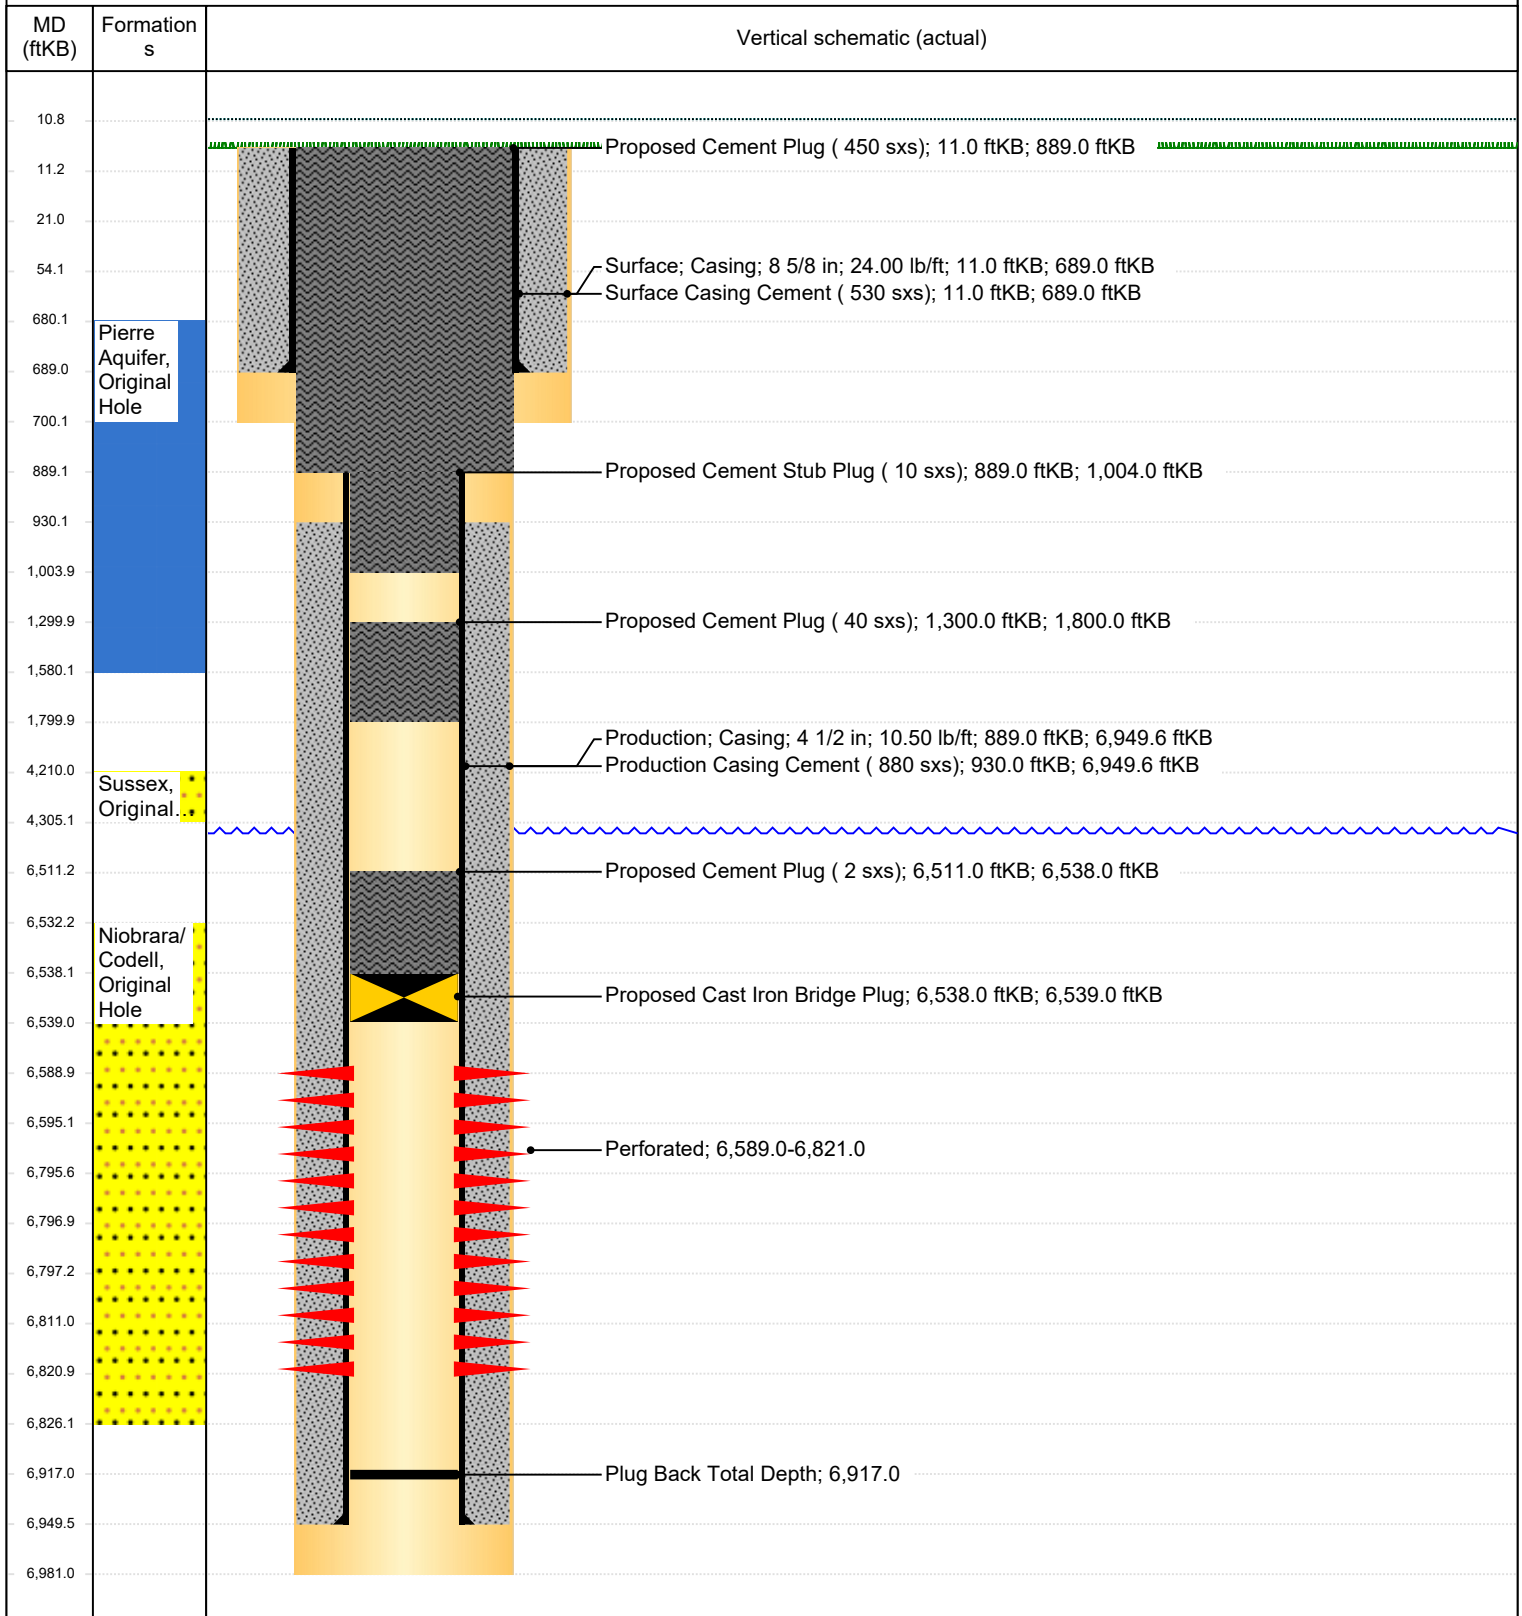 MD
(ftKB)
Formation
s
Vertical schematic (actual)
10.8
Proposed Cement Plug ( 450 sxs); 11.0 ftKB; 889.0 ftKB
11.2
21.0
54.1
Surface; Casing; 8 5/8 in; 24.00 lb/ft; 11.0 ftKB; 689.0 ftKB
Surface Casing Cement ( 530 sxs); 11.0 ftKB; 689.0 ftKB
680.1
Pierre
Aquifer,
Original
Hole
689.0
700.1
889.1
Proposed Cement Stub Plug ( 10 sxs); 889.0 ftKB; 1,004.0 ftKB
930.1
1,003.9
1,299.9
Proposed Cement Plug ( 40 sxs); 1,300.0 ftKB; 1,800.0 ftKB
1,580.1
1,799.9
Production; Casing; 4 1/2 in; 10.50 lb/ft; 889.0 ftKB; 6,949.6 ftKB
Production Casing Cement ( 880 sxs); 930.0 ftKB; 6,949.6 ftKB
4,210.0
Sussex,
Original...
4,305.1
6,511.2
Proposed Cement Plug ( 2 sxs); 6,511.0 ftKB; 6,538.0 ftKB
6,532.2
Niobrara/
Codell,
Original
Hole
6,538.1
Proposed Cast Iron Bridge Plug; 6,538.0 ftKB; 6,539.0 ftKB
6,539.0
6,588.9
6,595.1
Perforated; 6,589.0-6,821.0
6,795.6
6,796.9
6,797.2
6,811.0
6,820.9
6,826.1
6,917.0
Plug Back Total Depth; 6,917.0
6,949.5
6,981.0